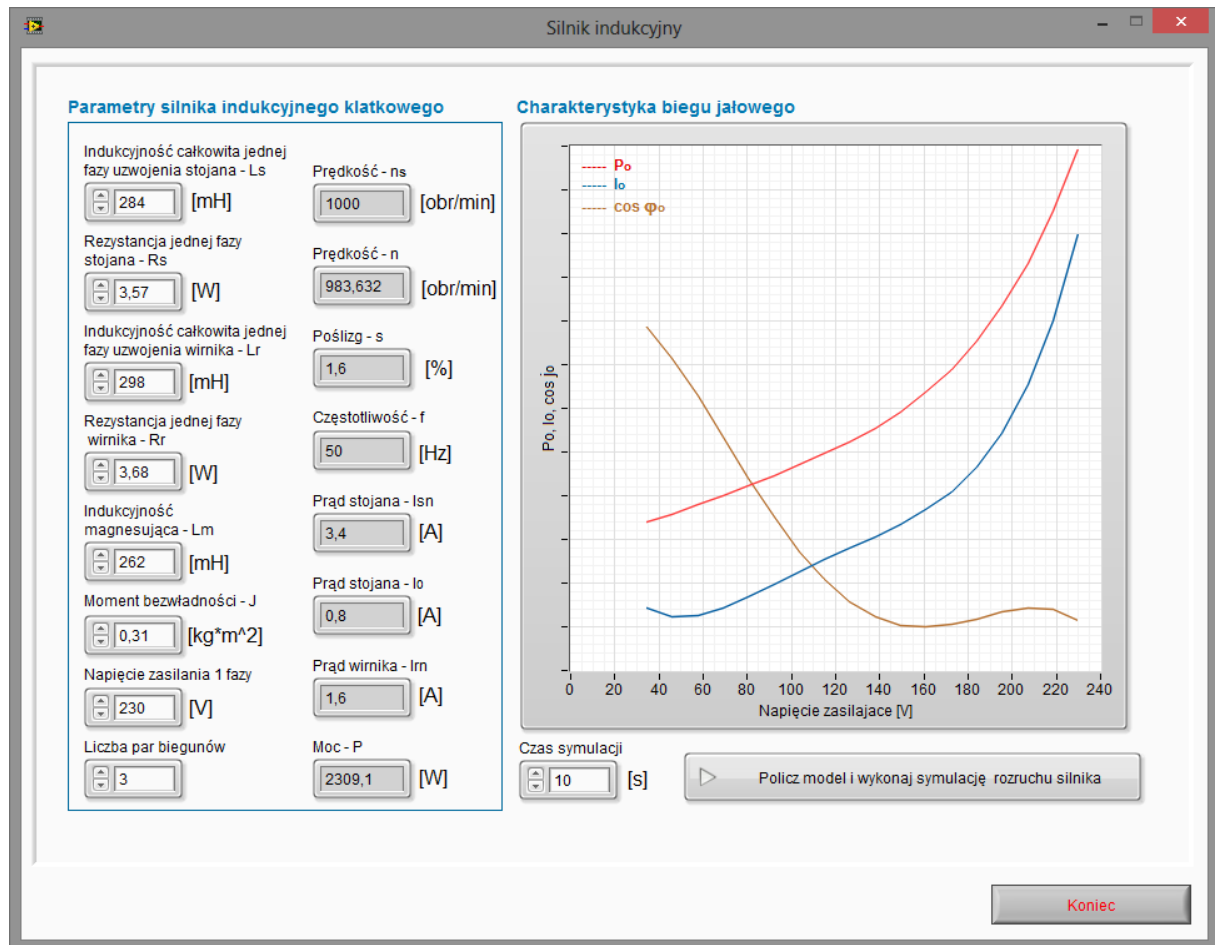 Silnik indukcyjny
Parametry silnika indukcyjnego klatkowego
Indukcyjność całkowita jednej
fazy uzwojenia stojana - Ls
284 [mH]
Rezystancja jednej fazy
stojana - Rs
3,57 [W]
Indukcyjność całkowita jednej
fazy uzwojenia wirnika - Lr
298 [mH]
Rezystancja jednej fazy
wirnika - Rr
3,68 [W]
Indukcyjność
magnesująca - Lm
262 [mH]
Moment bezwładności - J
0,31 [kg*m^2]
Napięcie zasilania 1 fazy
230 [V]
Liczba par biegunów
3
Prędkość - ns
1000 [obr/min]
Prędkość - n
983,632 [obr/min]
Poślizg - s
1,6 [%]
Częstotliwość - f
50 [Hz]
Prąd stojana - Isn
3,4 [A]
Prąd stojana - I₀
0,8 [A]
Prąd wirnika - Irn
1,6 [A]
Moc - P
2309,1 [W]
Charakterystyka biegu jałowego
----- Po
----- Io
----- cos φo
Po, Io, cos jo
0 20 40 60 80 100 120 140 160 180 200 220 240
Napięcie zasilajace [V]
Czas symulacji
10 [s]
Policz model i wykonaj symulację rozruchu silnika
Koniec